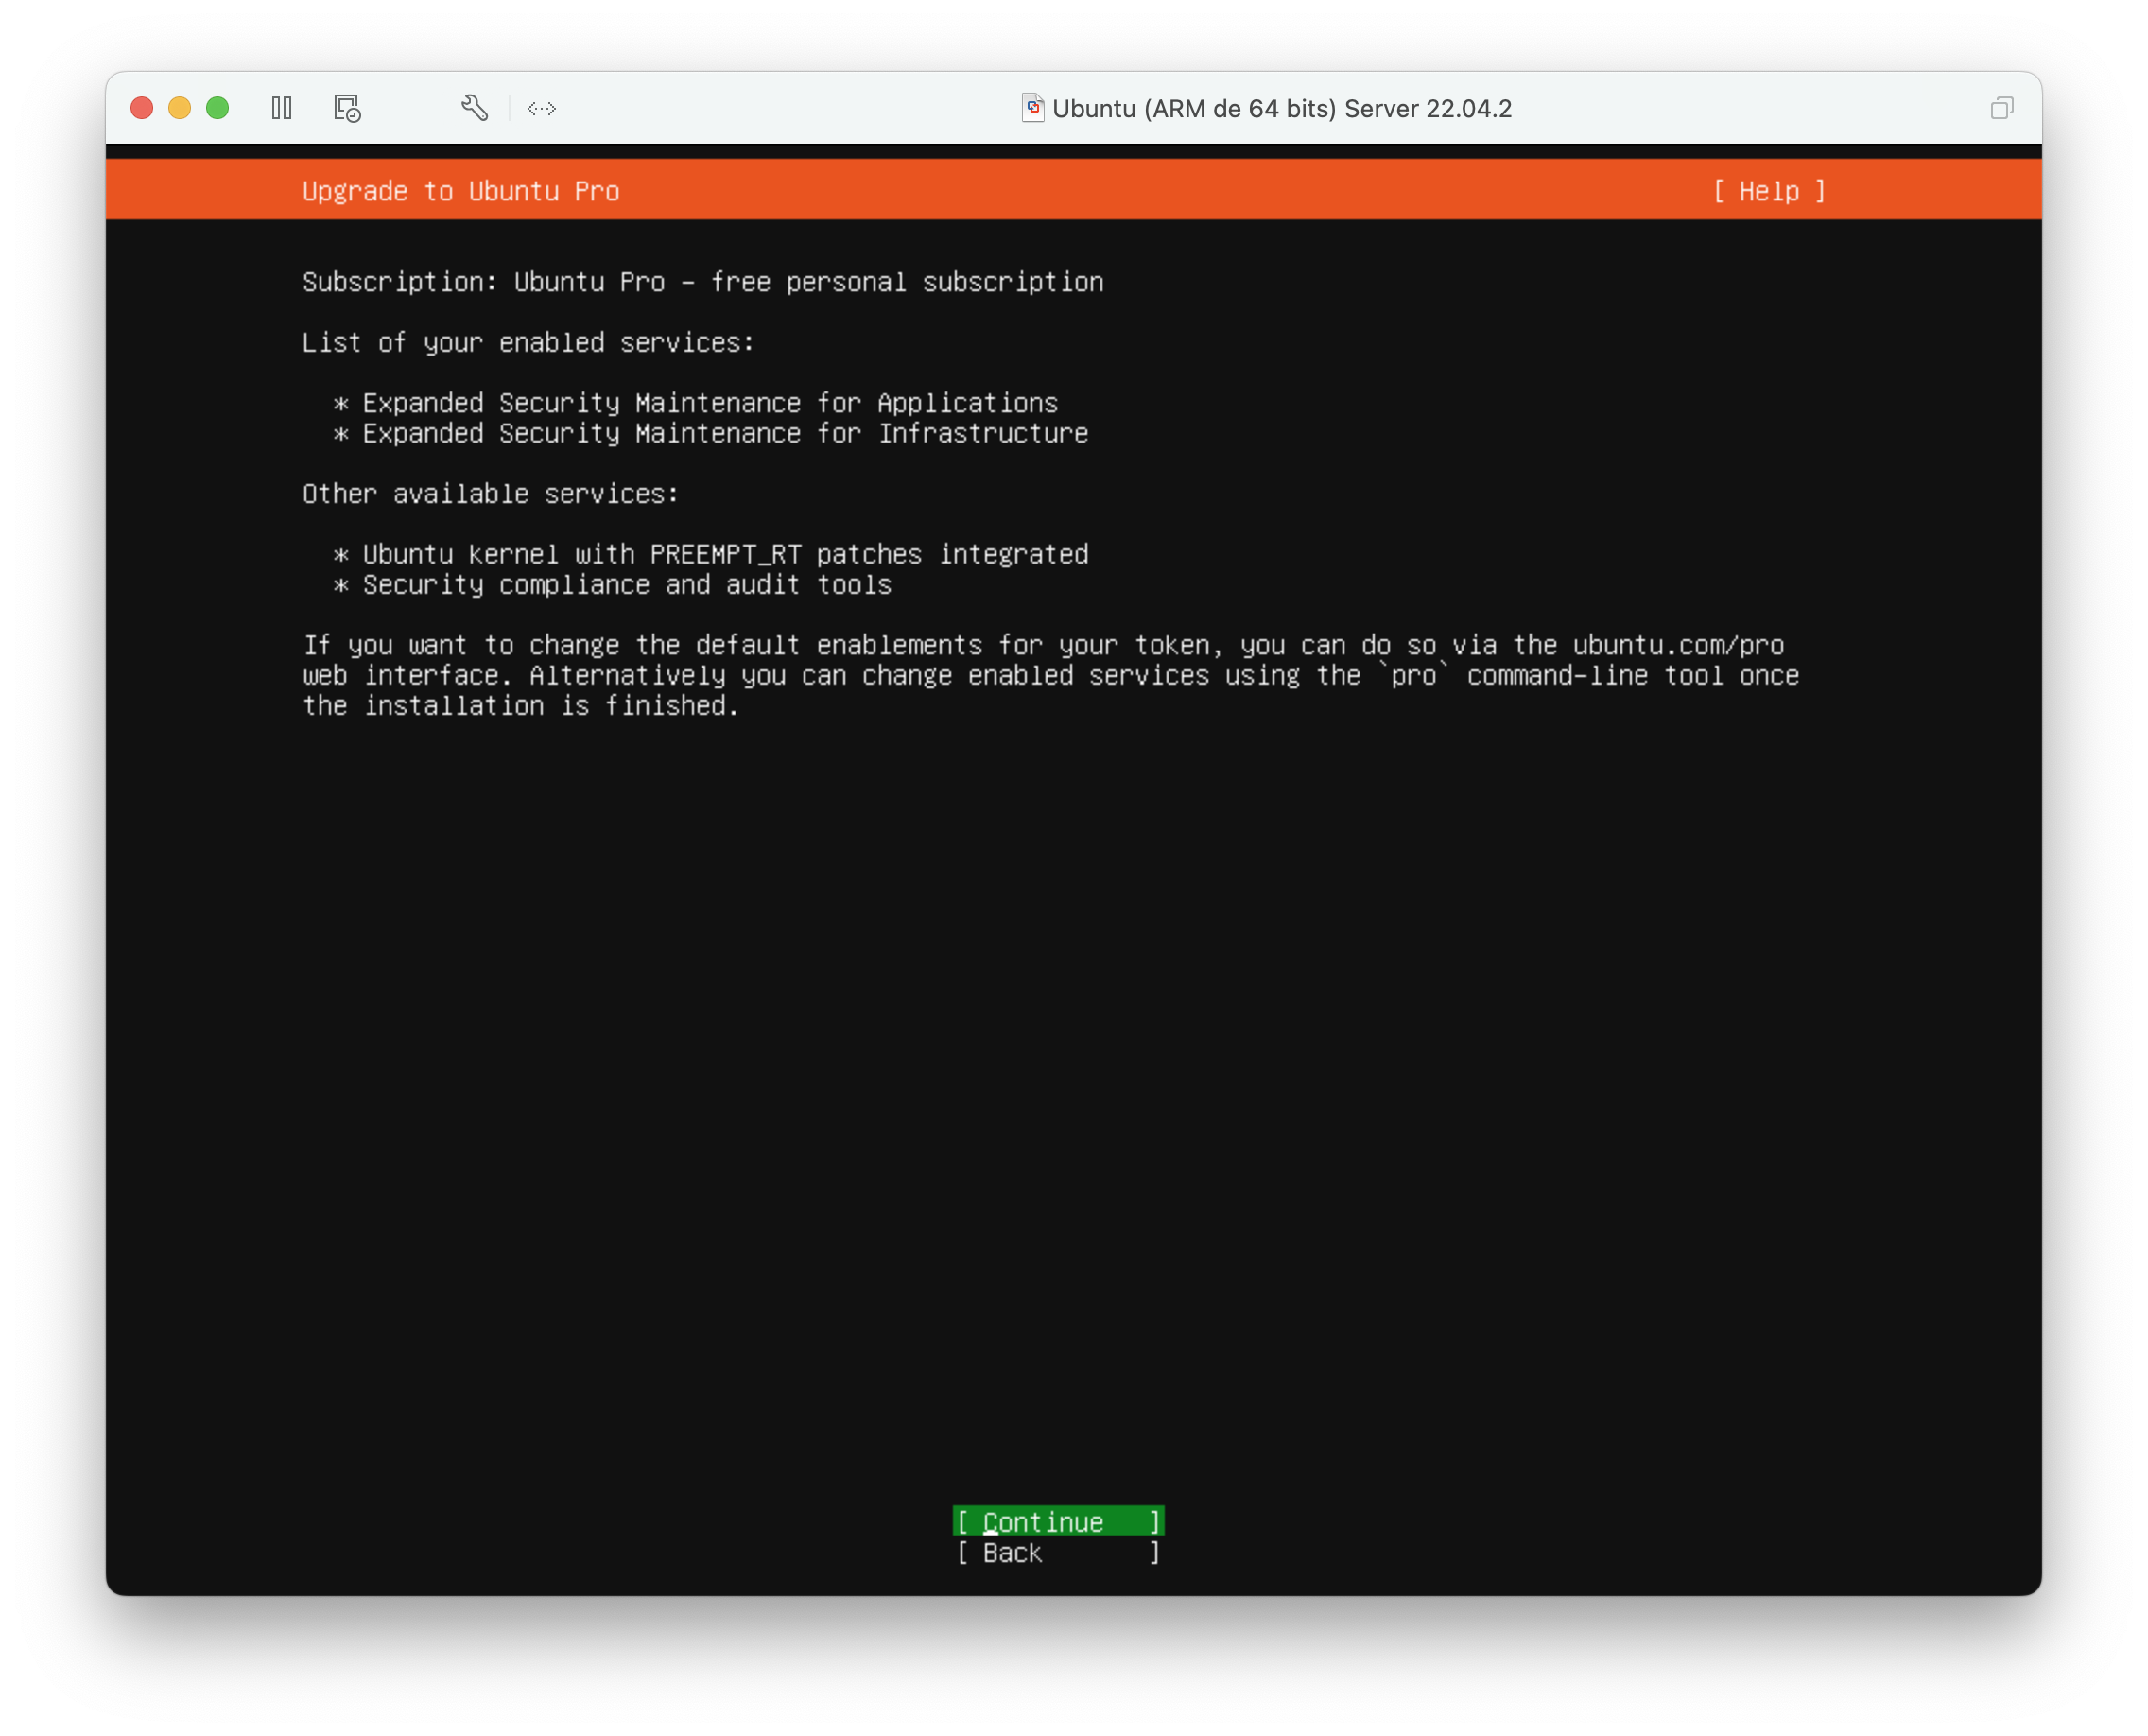 Ubuntu (ARM de 64 bits) Server 22.04.2
Upgrade to Ubuntu Pro [ Help ]
Subscription: Ubuntu Pro – free personal subscription
List of your enabled services:
* Expanded Security Maintenance for Applications
* Expanded Security Maintenance for Infrastructure
Other available services:
* Ubuntu kernel with PREEMPT_RT patches integrated
* Security compliance and audit tools
If you want to change the default enablements for your token, you can do so via the ubuntu.com/pro
web interface. Alternatively you can change enabled services using the `pro` command-line tool once
the installation is finished.
[ Continue ]
[ Back ]